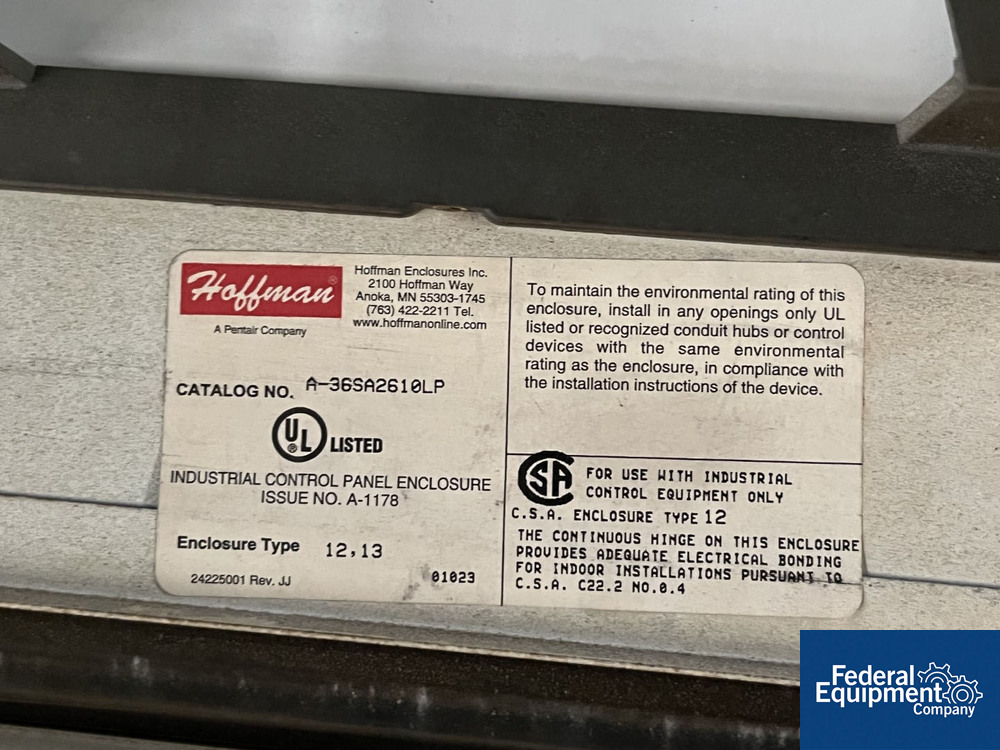 Hoffman®
A Pentair Company
Hoffman Enclosures Inc.
2100 Hoffman Way
Anoka, MN 55303-1745
(763) 422-2211 Tel.
www.hoffmanonline.com
CATALOG NO. A-36SA2610LP
UL® LISTED
INDUSTRIAL CONTROL PANEL ENCLOSURE
ISSUE NO. A-1178
Enclosure Type 12,13
24225001 Rev. JJ 01023
To maintain the environmental rating of this
enclosure, install in any openings only UL
listed or recognized conduit hubs or control
devices with the same environmental
rating as the enclosure, in compliance with
the installation instructions of the device.
CSA FOR USE WITH INDUSTRIAL
CONTROL EQUIPMENT ONLY
C.S.A. ENCLOSURE TYPE 12
THE CONTINUOUS HINGE ON THIS ENCLOSURE
PROVIDES ADEQUATE ELECTRICAL BONDING
FOR INDOOR INSTALLATIONS PURSUANT TO
C.S.A. C22.2 NO.0.4
Federal
Equipment
Company